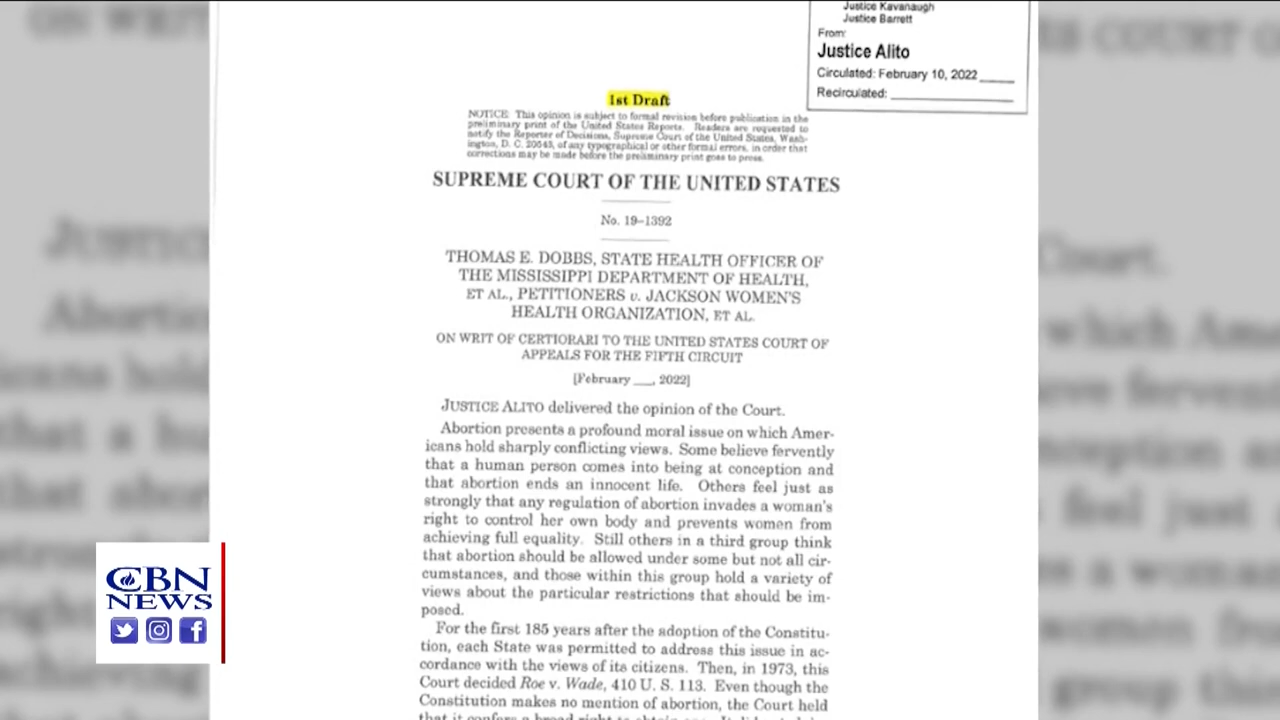 Justice Kavanaugh
Justice Barrett
From:
Justice Alito
Circulated: February 10, 2022
Recirculated:
1st Draft
NOTICE: This opinion is subject to formal revision before publication in the
preliminary print of the United States Reports. Readers are requested to
notify the Reporter of Decisions, Supreme Court of the United States, Wash-
ington, D. C. 20543, of any typographical or other formal errors, in order that
corrections may be made before the preliminary print goes to press.
SUPREME COURT OF THE UNITED STATES
No. 19–1392
THOMAS E. DOBBS, STATE HEALTH OFFICER OF
THE MISSISSIPPI DEPARTMENT OF HEALTH,
ET AL., PETITIONERS v. JACKSON WOMEN'S
HEALTH ORGANIZATION, ET AL.
ON WRIT OF CERTIORARI TO THE UNITED STATES COURT OF
APPEALS FOR THE FIFTH CIRCUIT
[February ___, 2022]
JUSTICE ALITO delivered the opinion of the Court.
Abortion presents a profound moral issue on which Amer-
icans hold sharply conflicting views. Some believe fervently
that a human person comes into being at conception and
that abortion ends an innocent life. Others feel just as
strongly that any regulation of abortion invades a woman's
right to control her own body and prevents women from
achieving full equality. Still others in a third group think
that abortion should be allowed under some but not all cir-
cumstances, and those within this group hold a variety of
views about the particular restrictions that should be im-
posed.
For the first 185 years after the adoption of the Constitu-
tion, each State was permitted to address this issue in ac-
cordance with the views of its citizens. Then, in 1973, this
Court decided Roe v. Wade, 410 U. S. 113. Even though the
Constitution makes no mention of abortion, the Court held
that it confers a broad right to obtain one.
CBN
NEWS